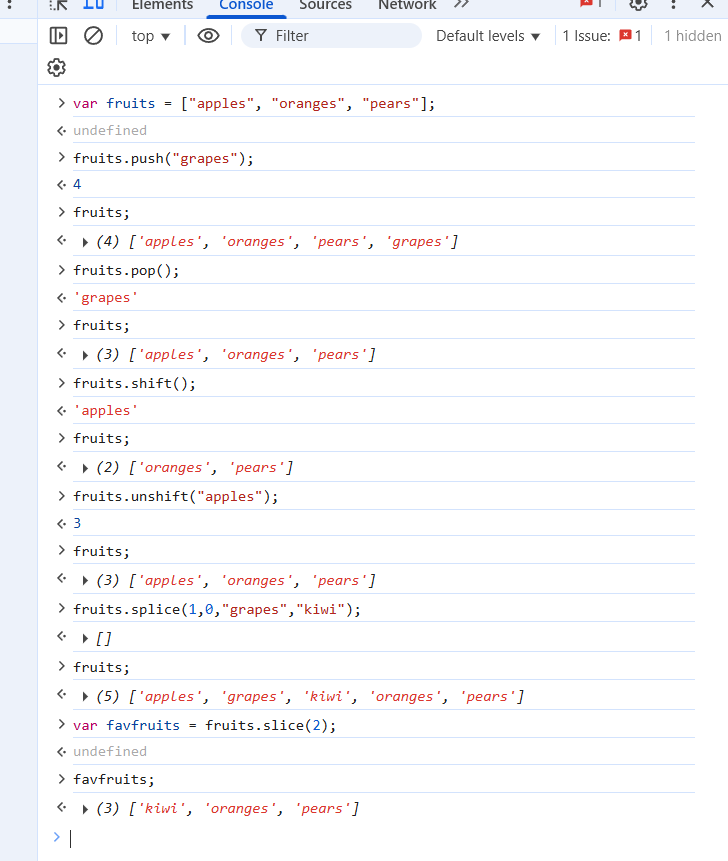 Elements Console Sources Network 1
top Filter Default levels 1 Issue: 1 1 hidden
var fruits = ["apples", "oranges", "pears"];
undefined
fruits.push("grapes");
4
fruits;
(4) ['apples', 'oranges', 'pears', 'grapes']
fruits.pop();
'grapes'
fruits;
(3) ['apples', 'oranges', 'pears']
fruits.shift();
'apples'
fruits;
(2) ['oranges', 'pears']
fruits.unshift("apples");
3
fruits;
(3) ['apples', 'oranges', 'pears']
fruits.splice(1,0,"grapes","kiwi");
[]
fruits;
(5) ['apples', 'grapes', 'kiwi', 'oranges', 'pears']
var favfruits = fruits.slice(2);
undefined
favfruits;
(3) ['kiwi', 'oranges', 'pears']